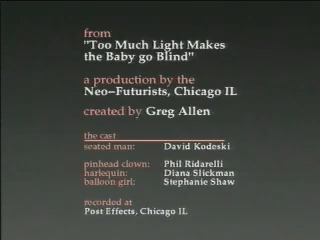 from
"Too Much Light Makes
the Baby go Blind"
a production by the
Neo-Futurists, Chicago IL
created by Greg Allen
the cast
seated man: David Kodeski
pinhead clown: Phil Ridarelli
harlequin: Diana Slickman
balloon girl: Stephanie Shaw
recorded at
Post Effects, Chicago IL